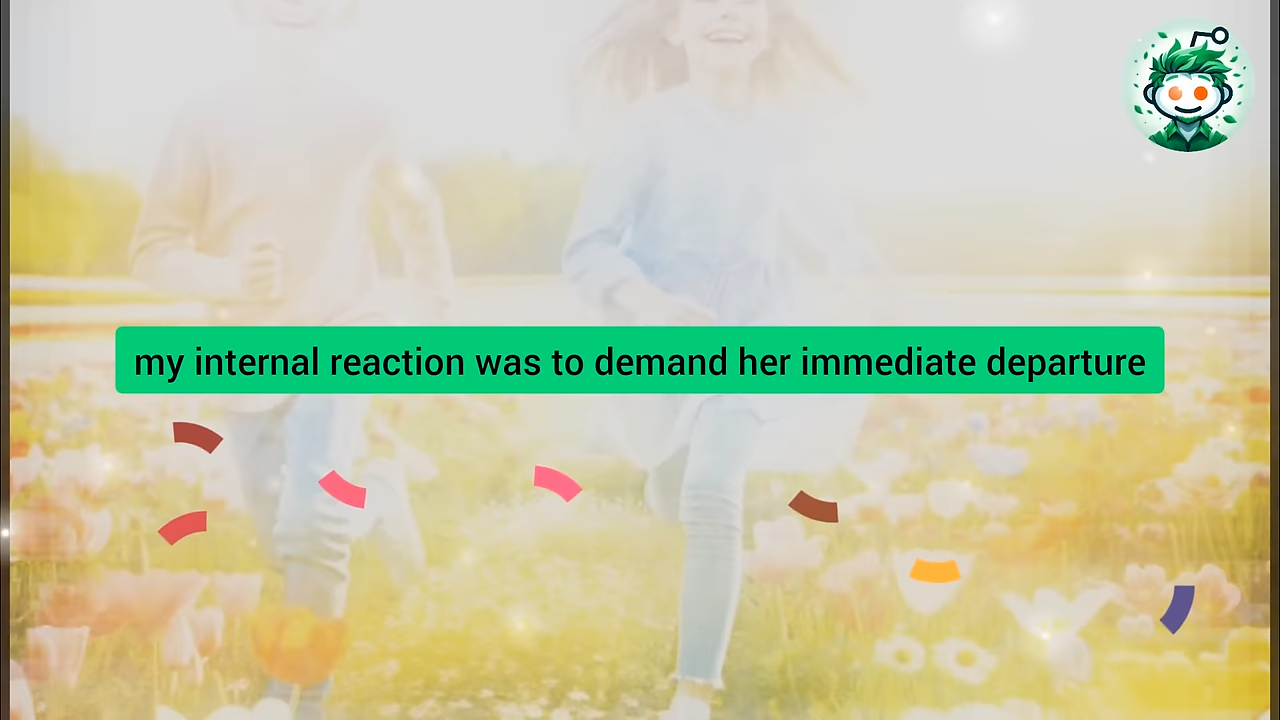 my internal reaction was to demand her immediate departure